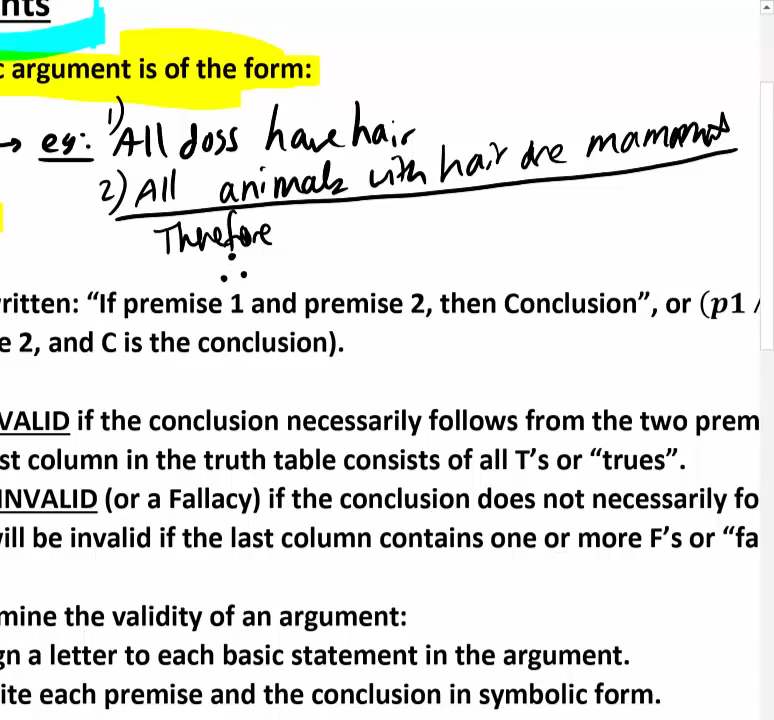 nts
c argument is of the form:
1)
→ eg: All dogs have hair
2) All animals with hair are mammals
Therefore
∴
ritten: “If premise 1 and premise 2, then Conclusion”, or (p1 ∧
e 2, and C is the conclusion).
VALID if the conclusion necessarily follows from the two prem
st column in the truth table consists of all T’s or “trues”.
INVALID (or a Fallacy) if the conclusion does not necessarily fo
ill be invalid if the last column contains one or more F’s or “fa
mine the validity of an argument:
gn a letter to each basic statement in the argument.
ite each premise and the conclusion in symbolic form.